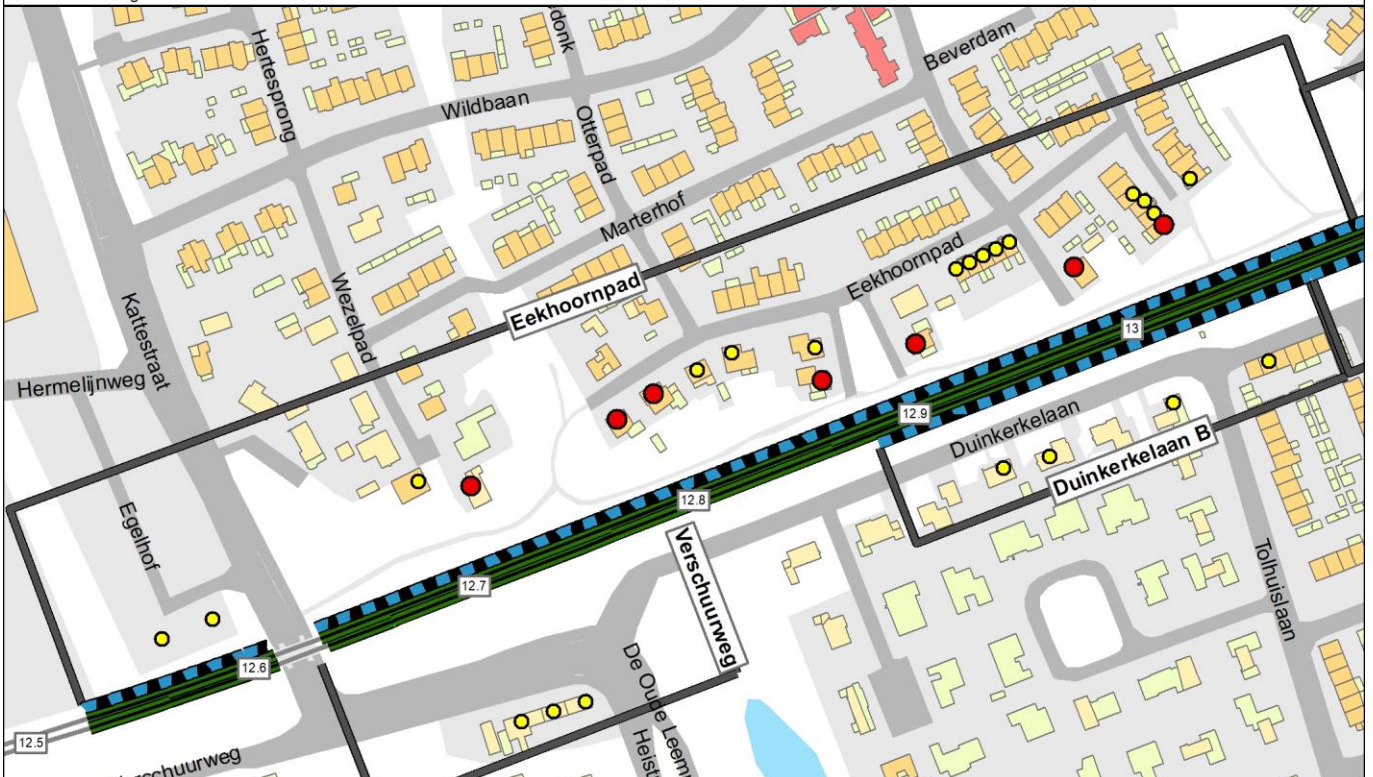 Hertesprong
Beverdam
Wildbaan
Otterpad
Marterhof
Eekhoornpad
Eekhoornpad
Kattestraat
Wezelpad
Hermelijnweg
13
12.9
Duinkerkelaan
Duinkerkelaan B
12.8
Egelhof
12.7
Verschuurweg
Tolhuislaan
12.6
De Oude Leem
12.5